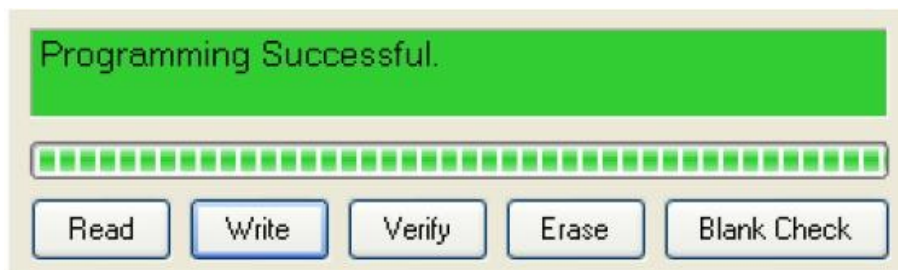 Programming Successful.
Read Write Verify Erase Blank Check